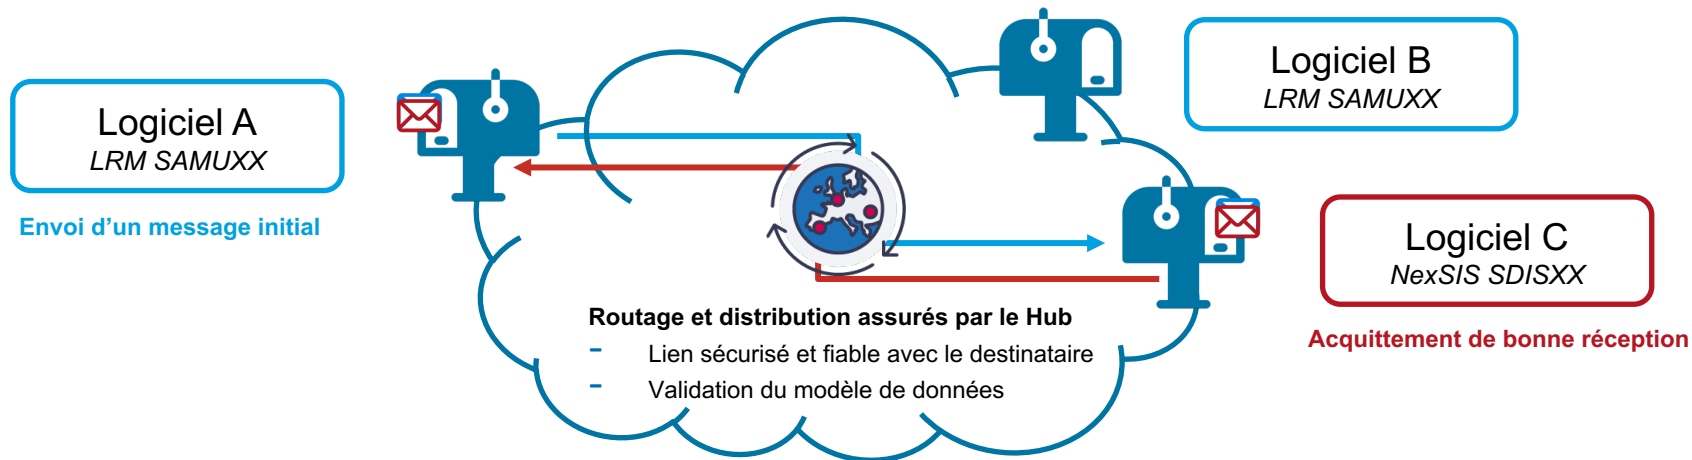 Logiciel A
LRM SAMUXX
Envoi d’un message initial
Logiciel B
LRM SAMUXX
Logiciel C
NexSIS SDISXX
Acquittement de bonne réception
Routage et distribution assurés par le Hub
- Lien sécurisé et fiable avec le destinataire
- Validation du modèle de données